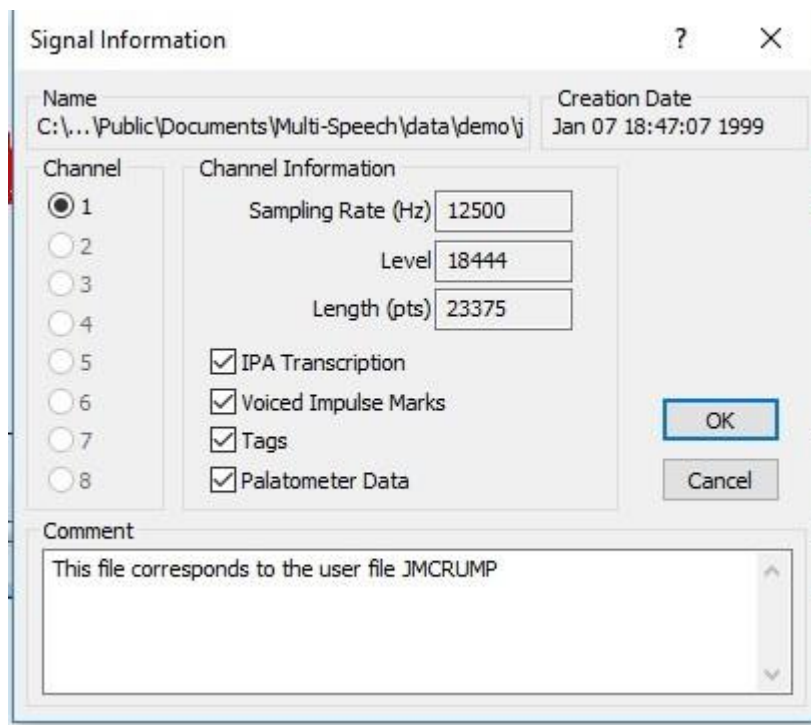 Signal Information
?
Name
C:\...\Public\Documents\Multi-Speech\data\demo\j
Creation Date
Jan 07 18:47:07 1999
Channel
1
2
3
4
5
6
7
8
Channel Information
Sampling Rate (Hz) 12500
Level 18444
Length (pts) 23375
IPA Transcription
Voiced Impulse Marks
Tags
Palatometer Data
OK
Cancel
Comment
This file corresponds to the user file JMCRUMP